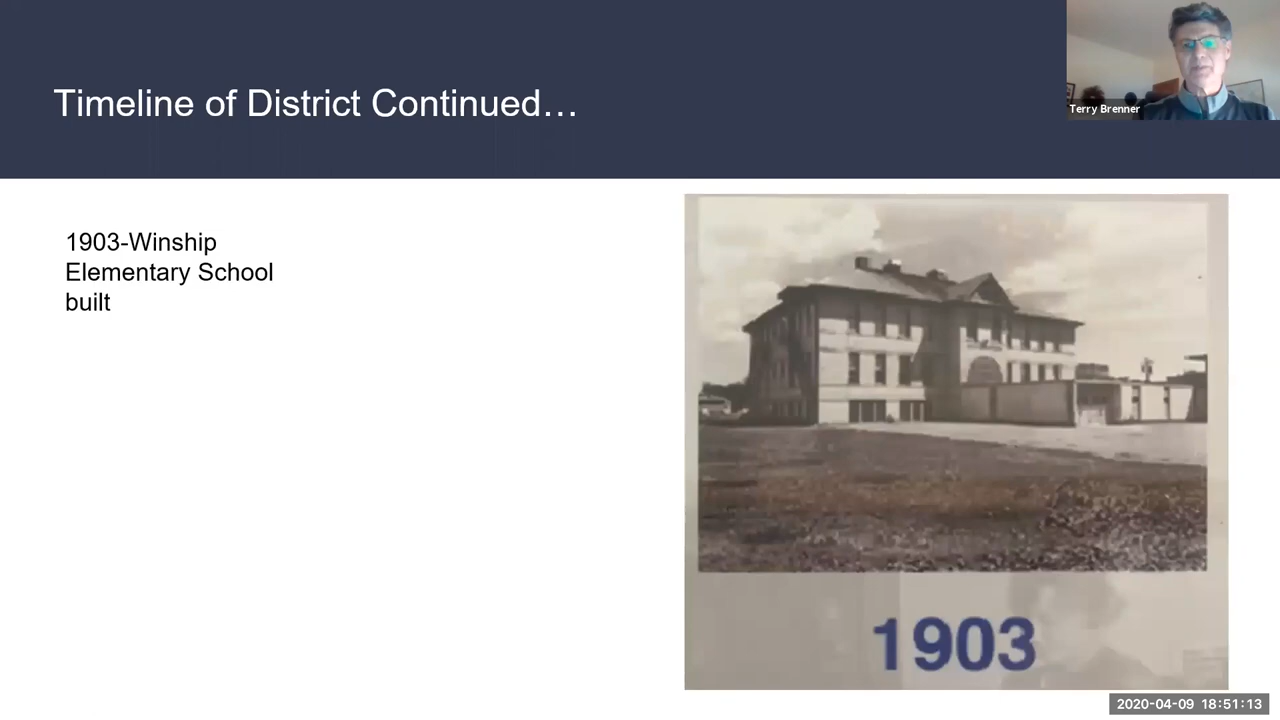 Timeline of District Continued…
Terry Brenner
1903-Winship
Elementary School
built
1903
2020-04-09 18:51:13